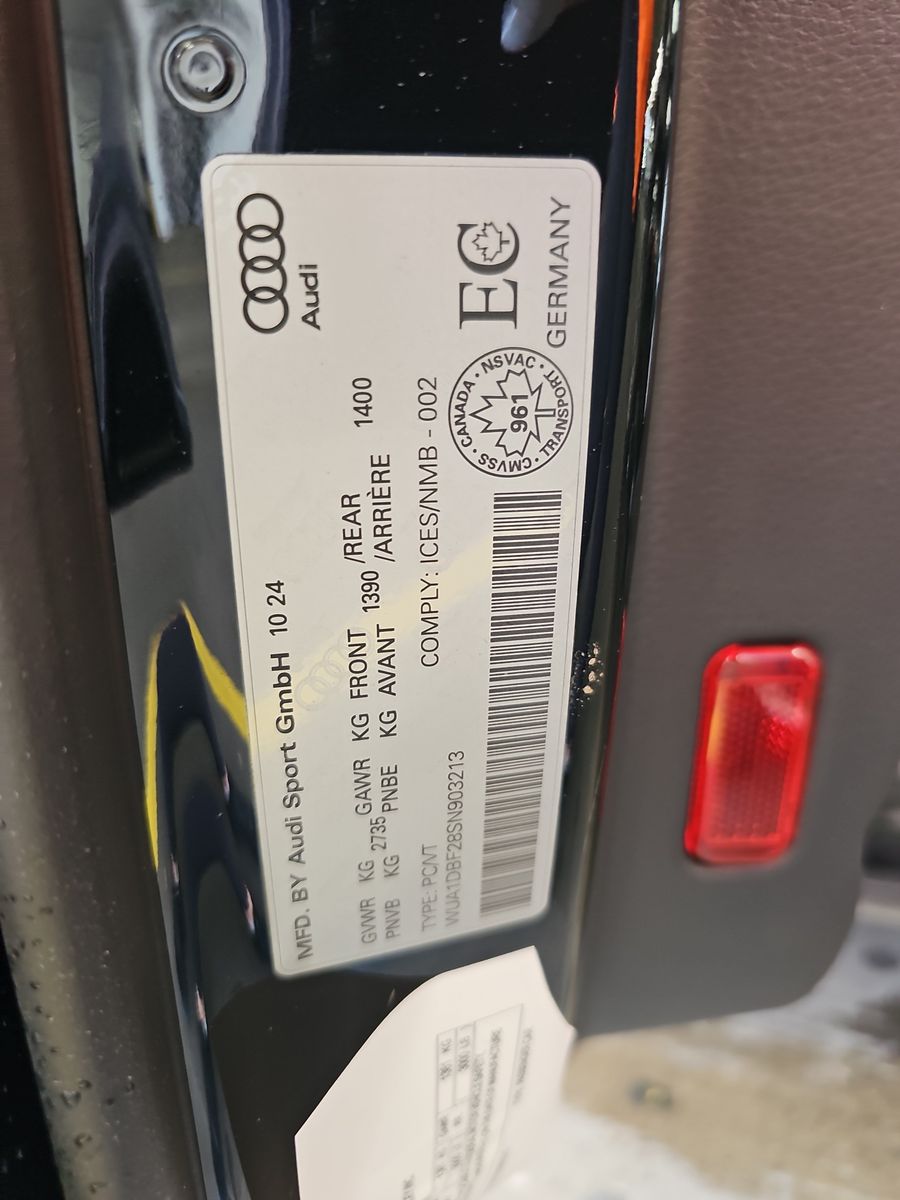 Audi
MFD. BY Audi Sport GmbH 10 24
GVWR KG 2735 GAWR KG FRONT 1390 /REAR 1400
PNVB KG PNBE KG AVANT /ARRIÈRE
TYPE: PC/VT COMPLY: ICES/NMB - 002
WUA1DBF28SN903213
CANADA · NSVAC · TRANSPORT · CMVSS ·
961
EC
GERMANY
KG